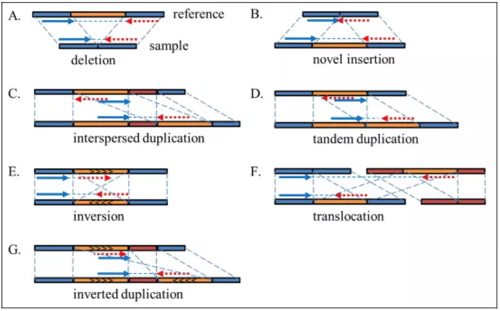 A.
reference
sample
deletion
B.
novel insertion
C.
interspersed duplication
D.
tandem duplication
E.
inversion
F.
translocation
G.
inverted duplication